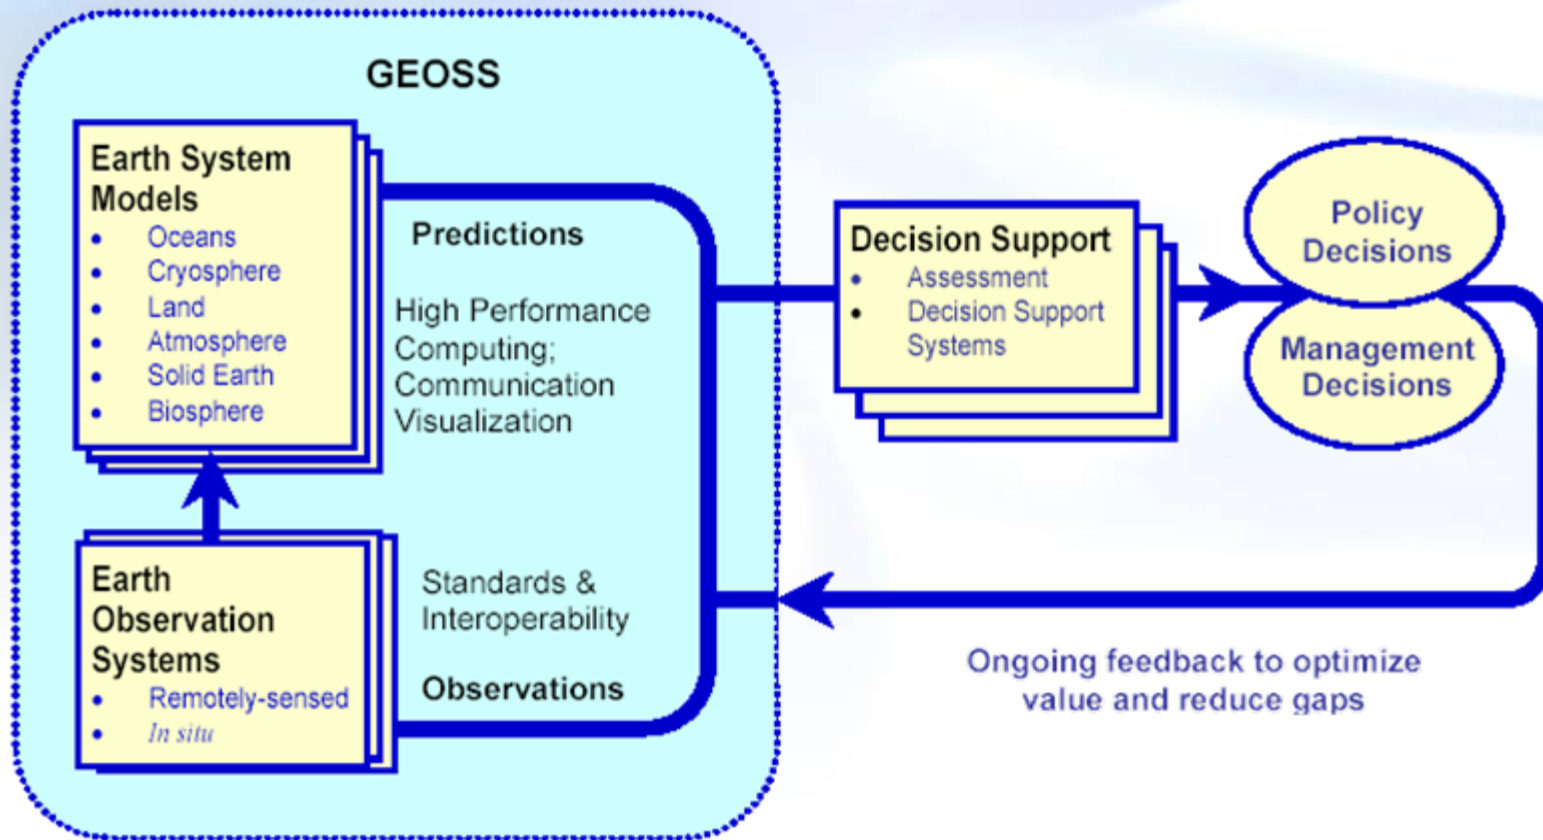 GEOSS
Earth System
Models
• Oceans
• Cryosphere
• Land
• Atmosphere
• Solid Earth
• Biosphere
Predictions
High Performance
Computing;
Communication
Visualization
Earth
Observation
Systems
• Remotely-sensed
• In situ
Standards &
Interoperability
Observations
Decision Support
• Assessment
• Decision Support
Systems
Policy
Decisions
Management
Decisions
Ongoing feedback to optimize
value and reduce gaps